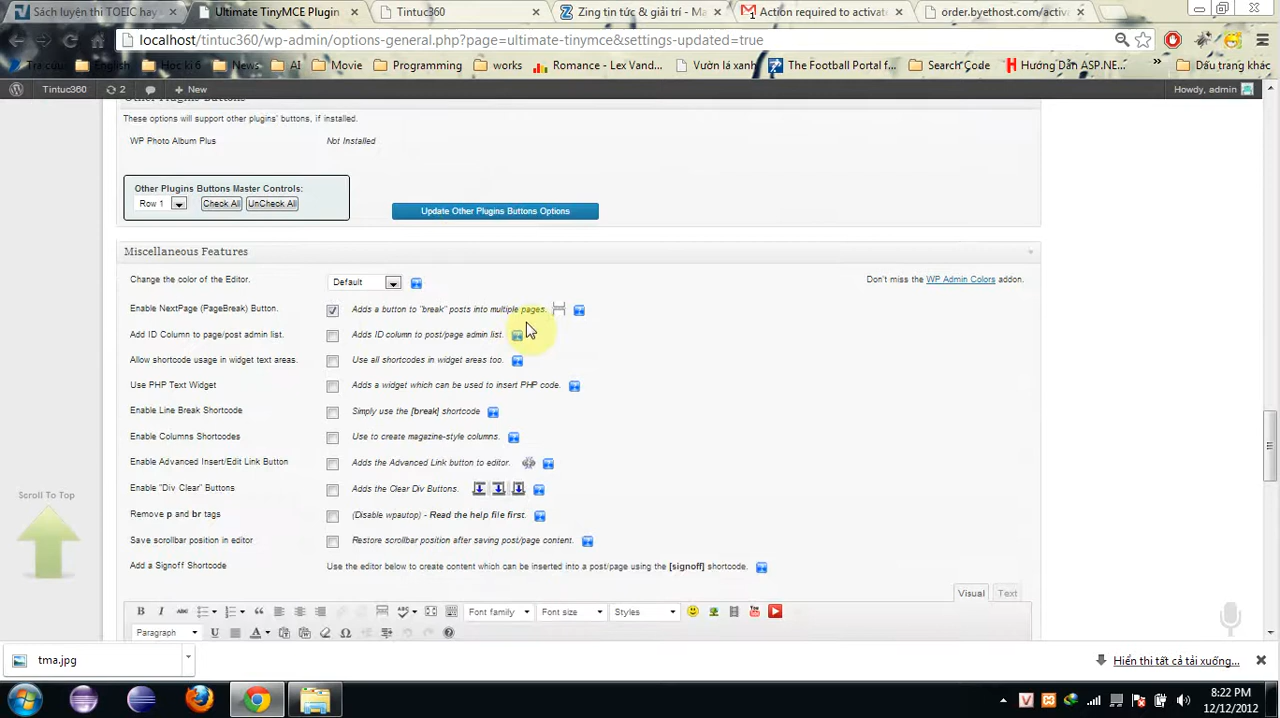 Sách luyện thi TOEIC hay
Ultimate TinyMCE Plugin
Tintuc360
Zing tin tức & giải trí - Ma
Action required to activate
order.byethost.com/activ
localhost/tintuc360/wp-admin/options-general.php?page=ultimate-tinymce&settings-updated=true
Tra cuu English Học kì 6 News AI Movie Programming works Romance - Lex Vand... Vườn lá xanh The Football Portal f... Search Code Hướng Dẫn ASP.NE... » Dấu trang khác
Tintuc360 2 + New Howdy, admin
Other Plugins Buttons
These options will support other plugins' buttons, if installed.
WP Photo Album Plus Not Installed
Other Plugins Buttons Master Controls:
Row 1 Check All UnCheck All
Update Other Plugins Buttons Options
Miscellaneous Features
Change the color of the Editor. Default Don't miss the WP Admin Colors addon.
Enable NextPage (PageBreak) Button. Adds a button to "break" posts into multiple pages.
Add ID Column to page/post admin list. Adds ID column to post/page admin list.
Allow shortcode usage in widget text areas. Use all shortcodes in widget areas too.
Use PHP Text Widget Adds a widget which can be used to insert PHP code.
Enable Line Break Shortcode Simply use the [break] shortcode
Enable Columns Shortcodes Use to create magazine-style columns.
Enable Advanced Insert/Edit Link Button Adds the Advanced Link button to editor.
Enable "Div Clear" Buttons Adds the Clear Div Buttons.
Remove p and br tags (Disable wpautop) - Read the help file first.
Save scrollbar position in editor Restore scrollbar position after saving post/page content.
Add a Signoff Shortcode Use the editor below to create content which can be inserted into a post/page using the [signoff] shortcode.
Scroll To Top
Visual Text
B I ABC Font family Font size Styles
Paragraph U A
tma.jpg
Hiển thị tất cả tải xuống...
8:22 PM
12/12/2012